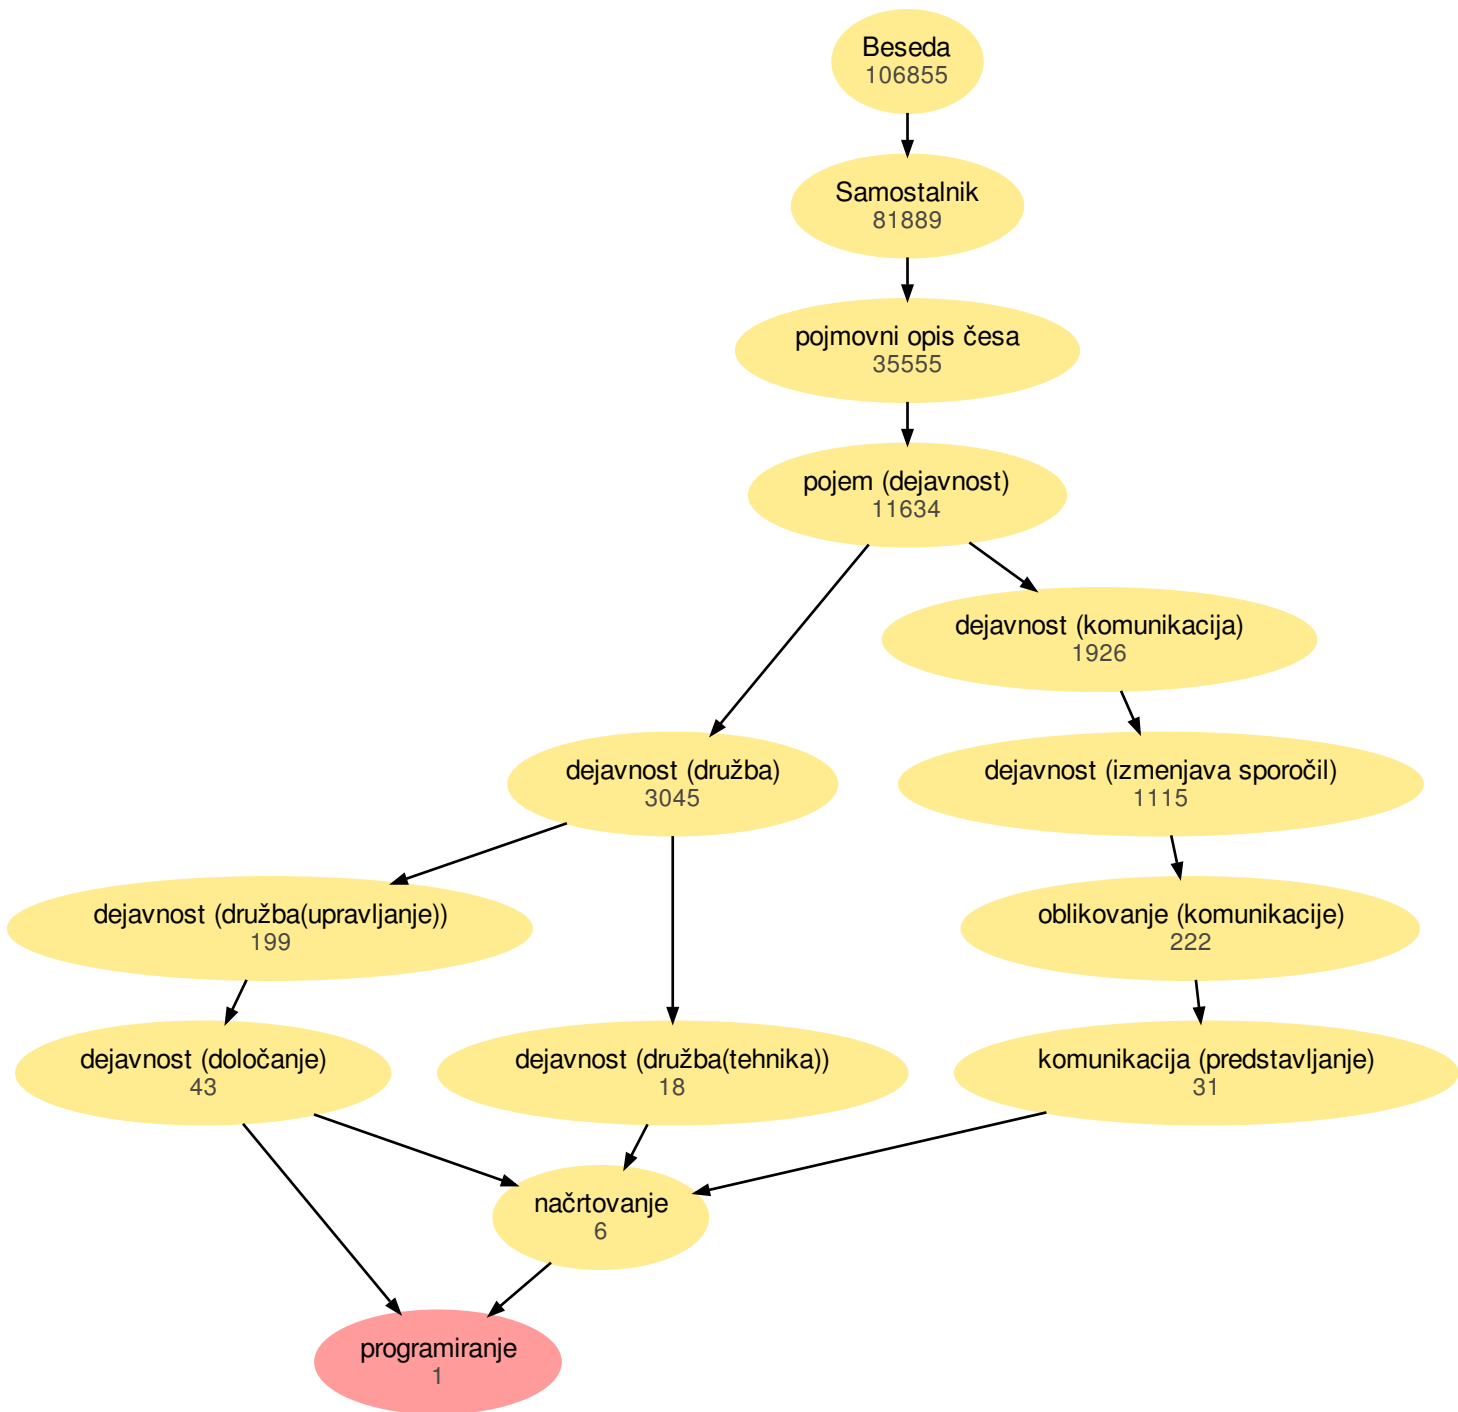 Beseda
106855
Samostalnik
81889
pojmovni opis česa
35555
pojem (dejavnost)
11634
dejavnost (komunikacija)
1926
dejavnost (družba)
3045
dejavnost (izmenjava sporočil)
1115
dejavnost (družba(upravljanje))
199
oblikovanje (komunikacije)
222
dejavnost (določanje)
43
dejavnost (družba(tehnika))
18
komunikacija (predstavljanje)
31
načrtovanje
6
programiranje
1